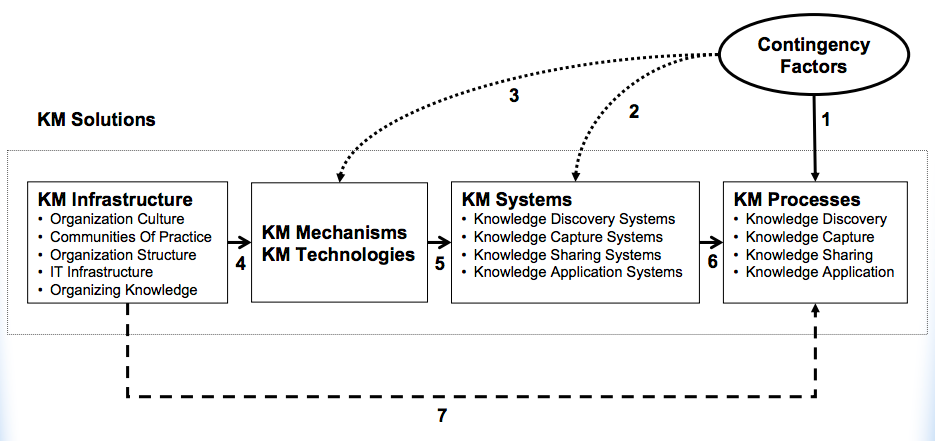 Contingency
Factors
3
2
1
KM Solutions
KM Infrastructure
• Organization Culture
• Communities Of Practice
• Organization Structure
• IT Infrastructure
• Organizing Knowledge
4
KM Mechanisms
KM Technologies
5
KM Systems
• Knowledge Discovery Systems
• Knowledge Capture Systems
• Knowledge Sharing Systems
• Knowledge Application Systems
6
KM Processes
• Knowledge Discovery
• Knowledge Capture
• Knowledge Sharing
• Knowledge Application
7